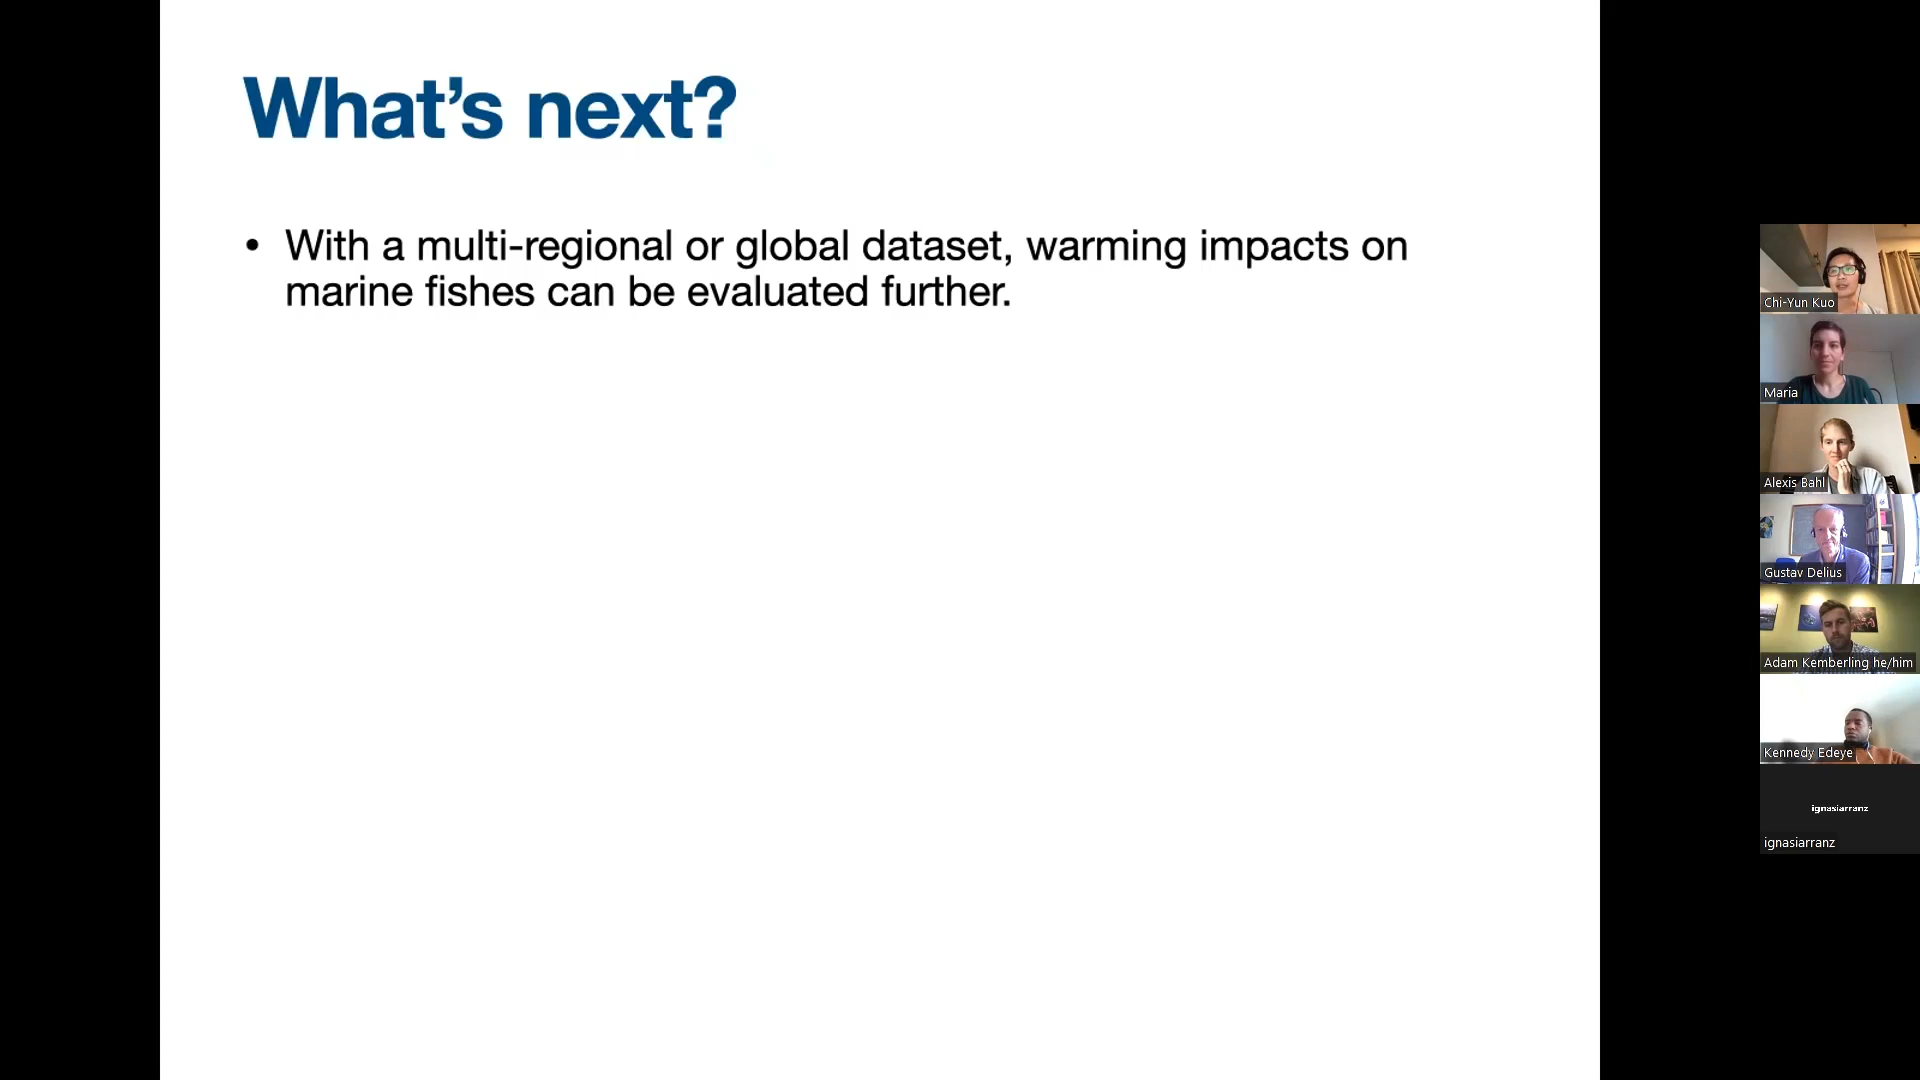 What’s next?
• With a multi-regional or global dataset, warming impacts on
marine fishes can be evaluated further.
Chi-Yun Kuo
Maria
Alexis Bahl
Gustav Delius
Adam Kemberling he/him
Kennedy Edeye
ignasiarranz
ignasiarranz